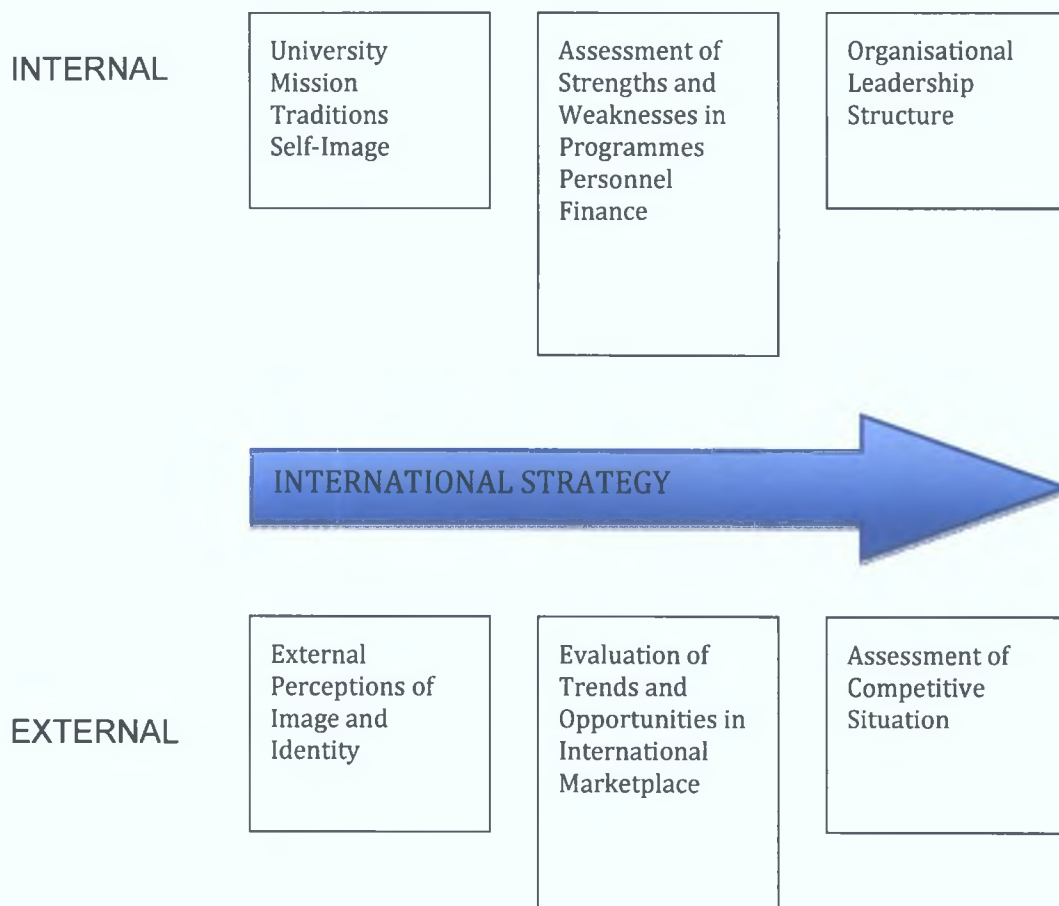 INTERNAL
University
Mission
Traditions
Self-Image
Assessment of
Strengths and
Weaknesses in
Programmes
Personnel
Finance
Organisational
Leadership
Structure
INTERNATIONAL STRATEGY
EXTERNAL
External
Perceptions of
Image and
Identity
Evaluation of
Trends and
Opportunities in
International
Marketplace
Assessment of
Competitive
Situation